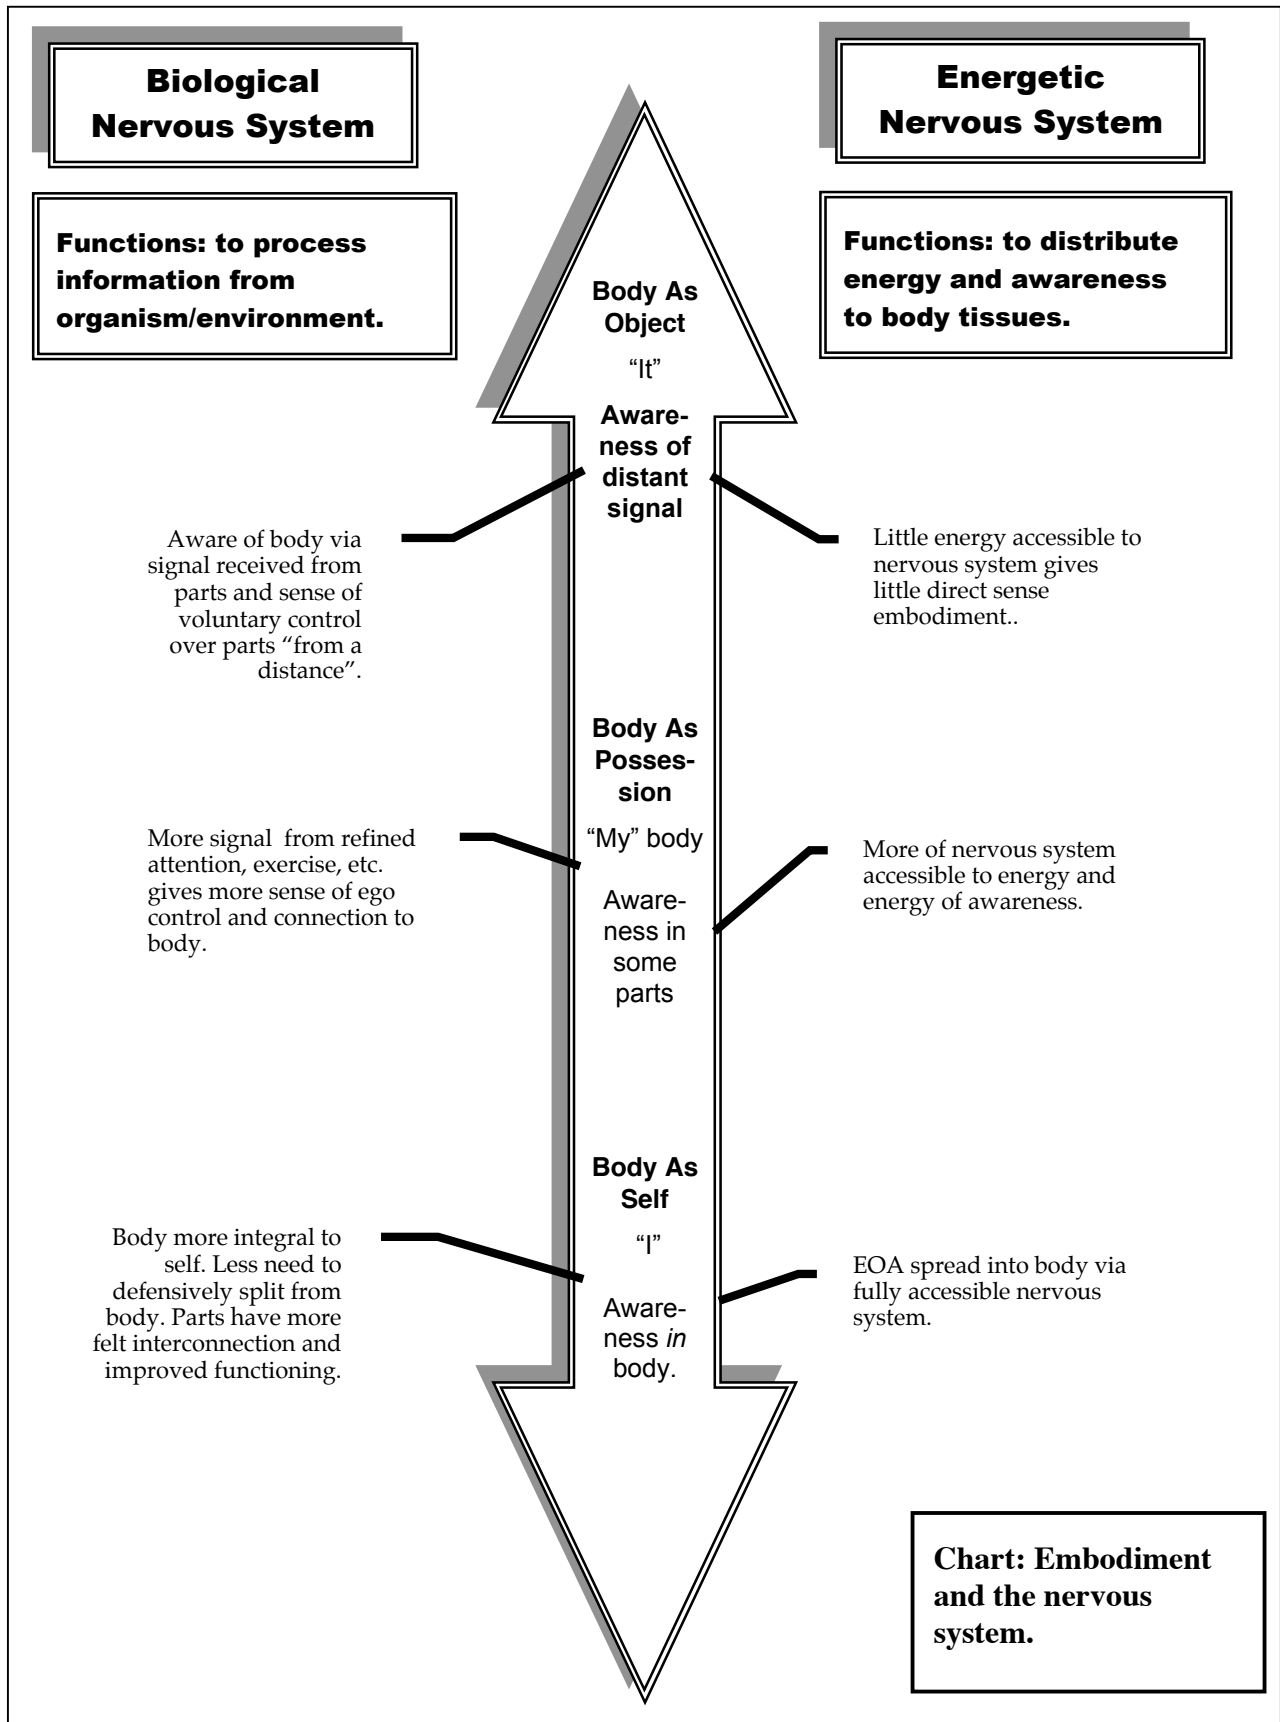 Biological
Nervous System
Energetic
Nervous System
Functions: to process
information from
organism/environment.
Functions: to distribute
energy and awareness
to body tissues.
Body As
Object
“It”
Aware-
ness of
distant
signal
Aware of body via
signal received from
parts and sense of
voluntary control
over parts “from a
distance”.
Little energy accessible to
nervous system gives
little direct sense
embodiment..
Body As
Posses-
sion
“My” body
Aware-
ness in
some
parts
More signal from refined
attention, exercise, etc.
gives more sense of ego
control and connection to
body.
More of nervous system
accessible to energy and
energy of awareness.
Body As
Self
“I”
Aware-
ness in
body.
Body more integral to
self. Less need to
defensively split from
body. Parts have more
felt interconnection and
improved functioning.
EOA spread into body via
fully accessible nervous
system.
Chart: Embodiment
and the nervous
system.